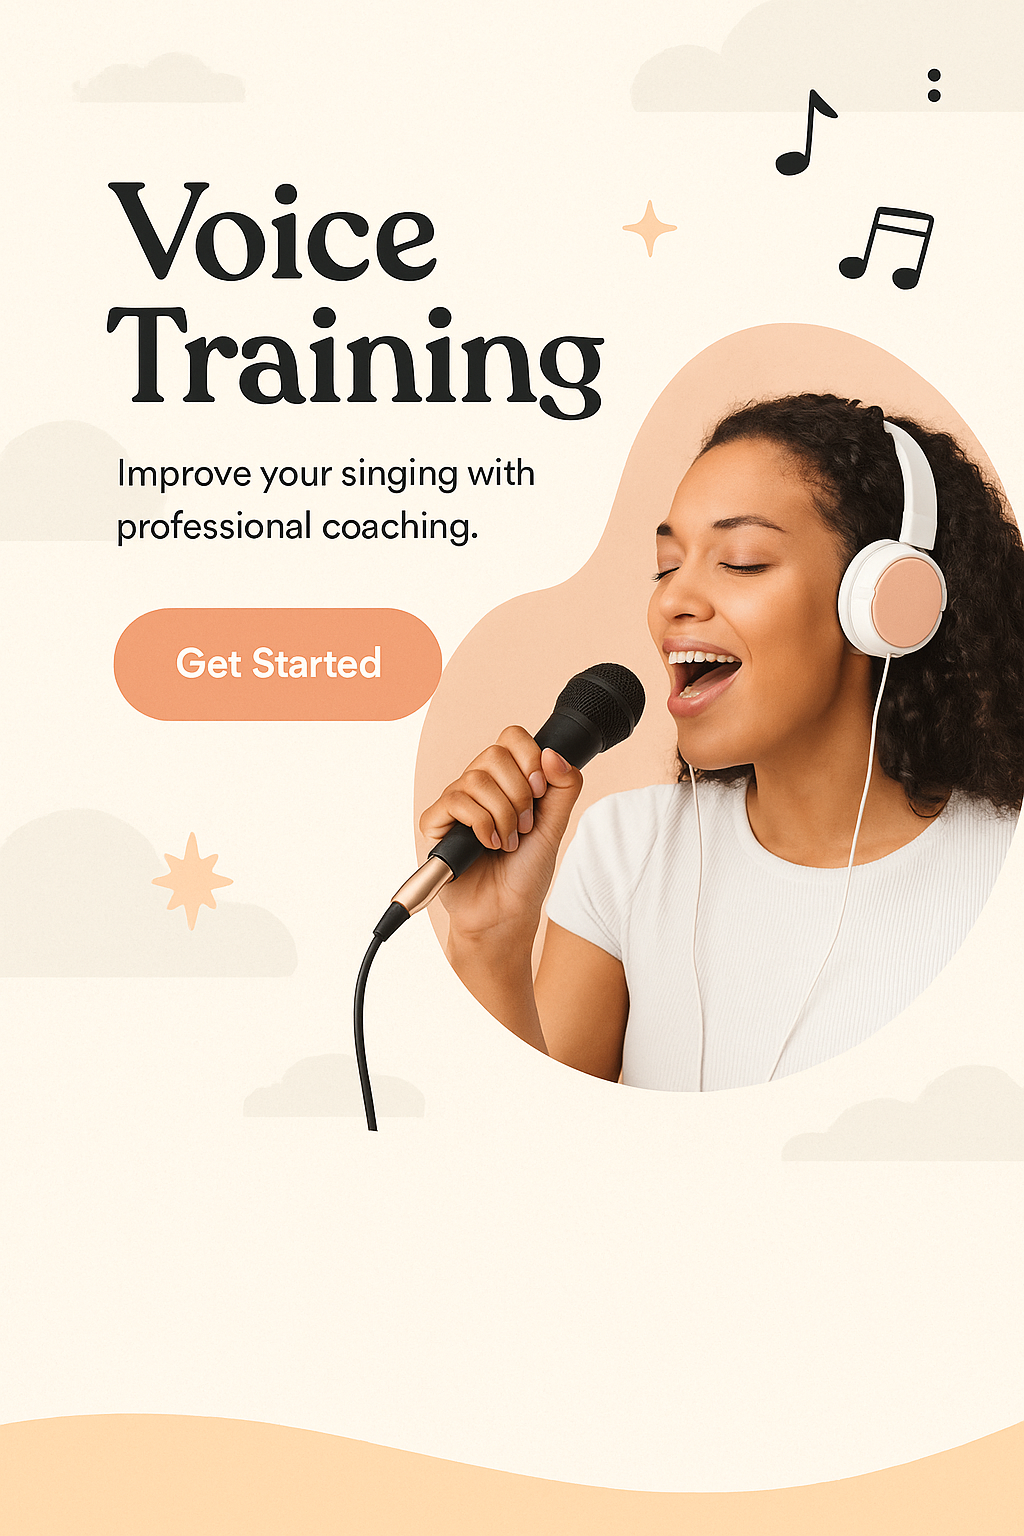 Voice
Training
Improve your singing with
professional coaching.
Get Started